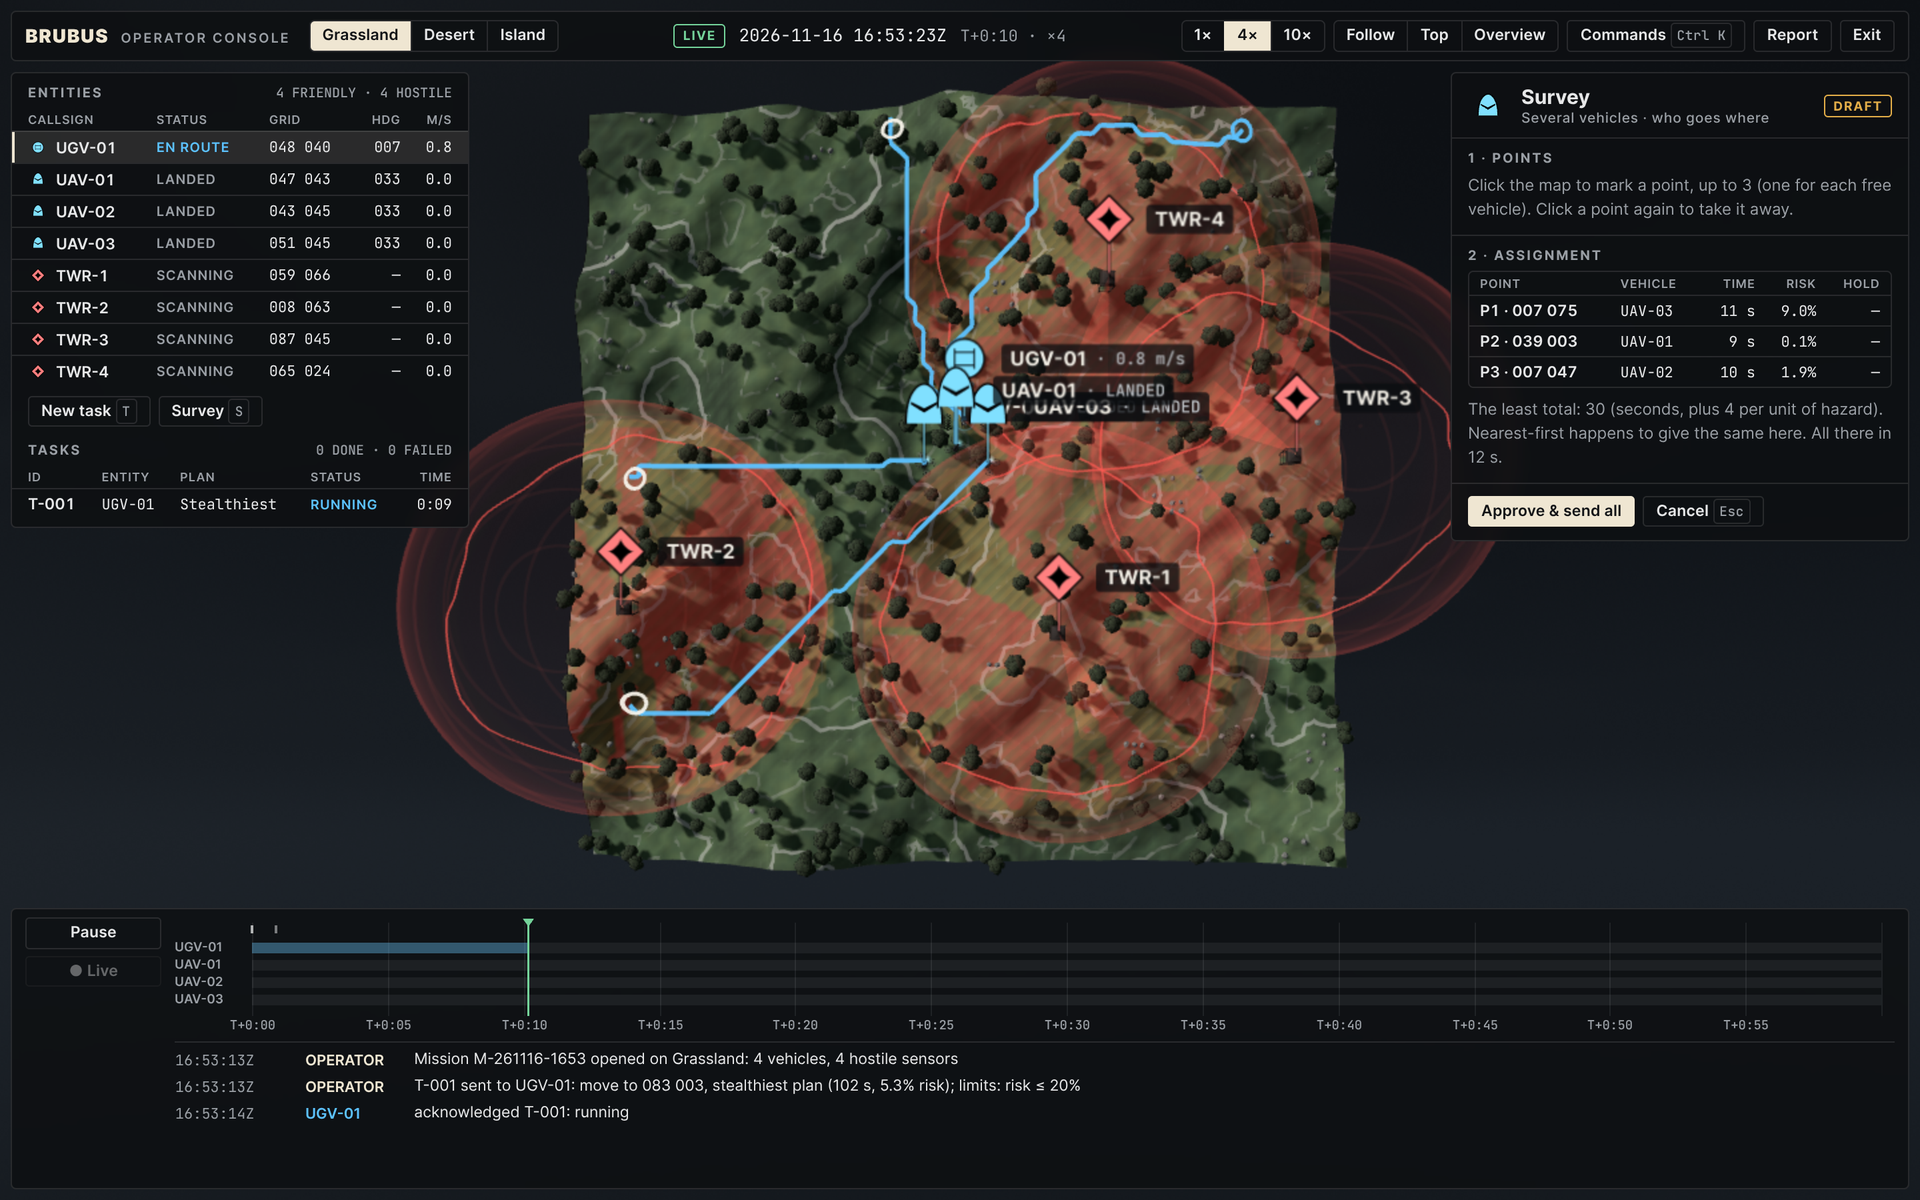 BRUBUS OPERATOR CONSOLE Grassland Desert Island LIVE 2026-11-16 16:53:23Z T+0:10 · ×4 1× 4× 10× Follow Top Overview Commands Ctrl K Report Exit
ENTITIES 4 FRIENDLY · 4 HOSTILE
CALLSIGN STATUS GRID HDG M/S
UGV-01 EN ROUTE 048 040 007 0.8
UAV-01 LANDED 047 043 033 0.0
UAV-02 LANDED 043 045 033 0.0
UAV-03 LANDED 051 045 033 0.0
TWR-1 SCANNING 059 066 — 0.0
TWR-2 SCANNING 008 063 — 0.0
TWR-3 SCANNING 087 045 — 0.0
TWR-4 SCANNING 065 024 — 0.0
New task T Survey S
TASKS 0 DONE · 0 FAILED
ID ENTITY PLAN STATUS TIME
T-001 UGV-01 Stealthiest RUNNING 0:09
TWR-4
UGV-01 · 0.8 m/s
UAV-01 · LANDED
UAV-03 · LANDED
TWR-3
TWR-2
TWR-1
Survey DRAFT
Several vehicles · who goes where
1 · POINTS
Click the map to mark a point, up to 3 (one for each free
vehicle). Click a point again to take it away.
2 · ASSIGNMENT
POINT VEHICLE TIME RISK HOLD
P1 · 007 075 UAV-03 11 s 9.0% —
P2 · 039 003 UAV-01 9 s 0.1% —
P3 · 007 047 UAV-02 10 s 1.9% —
The least total: 30 (seconds, plus 4 per unit of hazard).
Nearest-first happens to give the same here. All there in
12 s.
Approve & send all Cancel Esc
Pause
Live
UGV-01
UAV-01
UAV-02
UAV-03
T+0:00 T+0:05 T+0:10 T+0:15 T+0:20 T+0:25 T+0:30 T+0:35 T+0:40 T+0:45 T+0:50 T+0:55
16:53:13Z OPERATOR Mission M-261116-1653 opened on Grassland: 4 vehicles, 4 hostile sensors
16:53:13Z OPERATOR T-001 sent to UGV-01: move to 083 003, stealthiest plan (102 s, 5.3% risk); limits: risk ≤ 20%
16:53:14Z UGV-01 acknowledged T-001: running